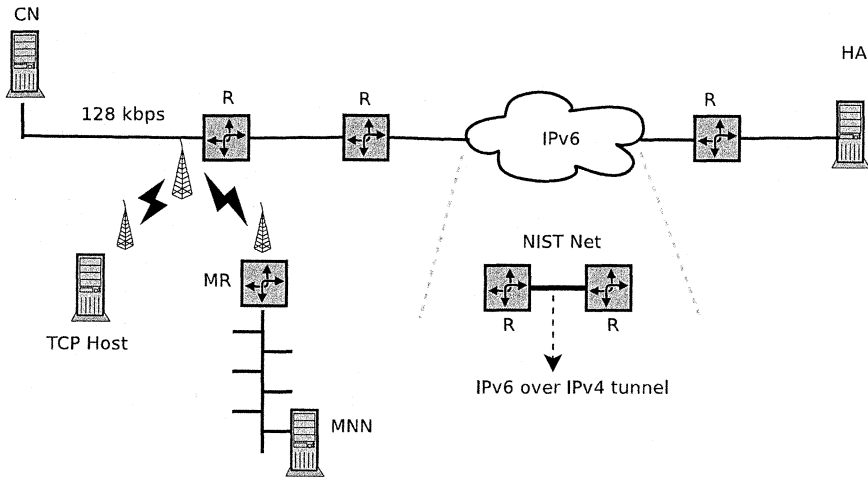 CN
HA
R
R
R
128 kbps
IPv6
NIST Net
MR
R
R
TCP Host
IPv6 over IPv4 tunnel
MNN